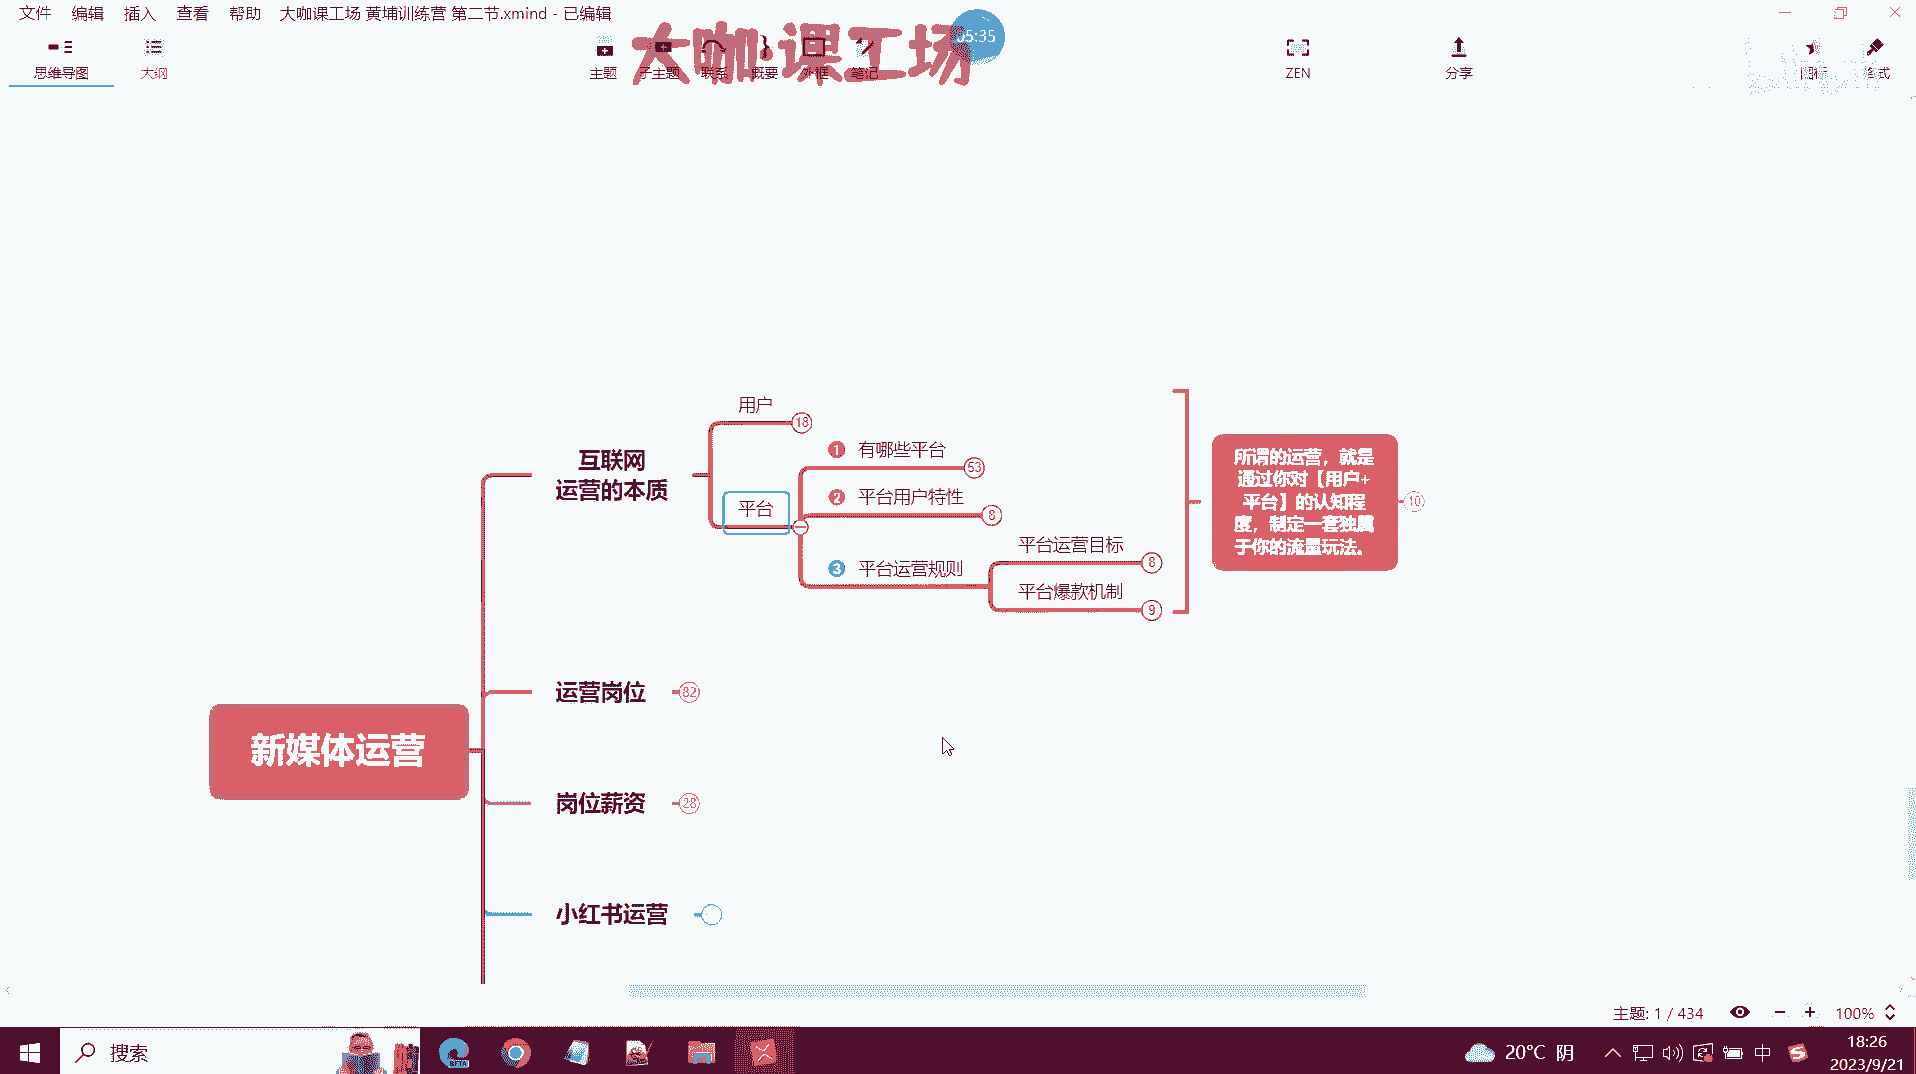 文件 编辑 插入 查看 帮助 大咖课工场 黄埔训练营 第二节.xmind - 已编辑
大咖课工场
05:35
思维导图 大纲 主题 子主题 联系 概要 外框 笔记 ZEN 分享 图标 格式
用户 18
1 有哪些平台 53
2 平台用户特性 8
平台
3 平台运营规则
平台运营目标 8
平台爆款机制 9
互联网
运营的本质
所谓的运营，就是
通过你对【用户+
平台】的认知程
度，制定一套独属
于你的流量玩法。
10
运营岗位 82
新媒体运营
岗位薪资 28
小红书运营
主题: 1 / 434 100%
搜索
BETA
20°C 阴
中
18:26
2023/9/21